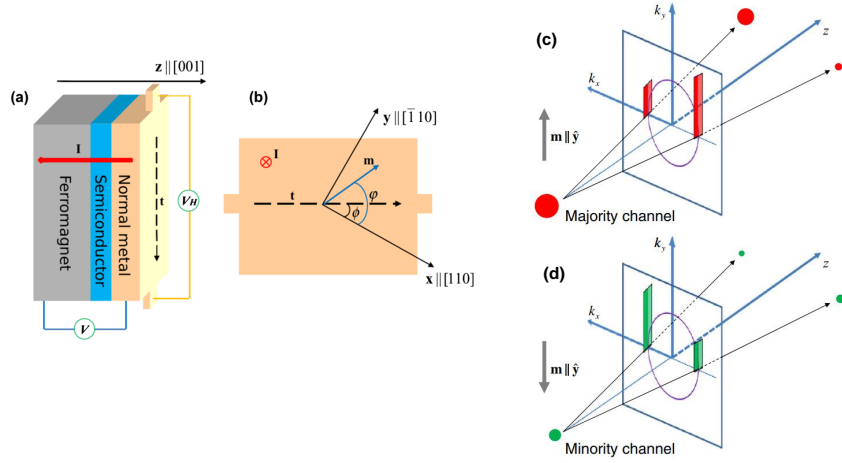 (a)
z || [001]
I
Ferromagnet
Semiconductor
Normal metal
t
V_H
V
(b)
y || [1̄ 10]
I
m
t
φ
ϕ
x || [110]
(c)
k_y
z
k_x
m || ŷ
Majority channel
(d)
k_y
z
k_x
m || ŷ
Minority channel